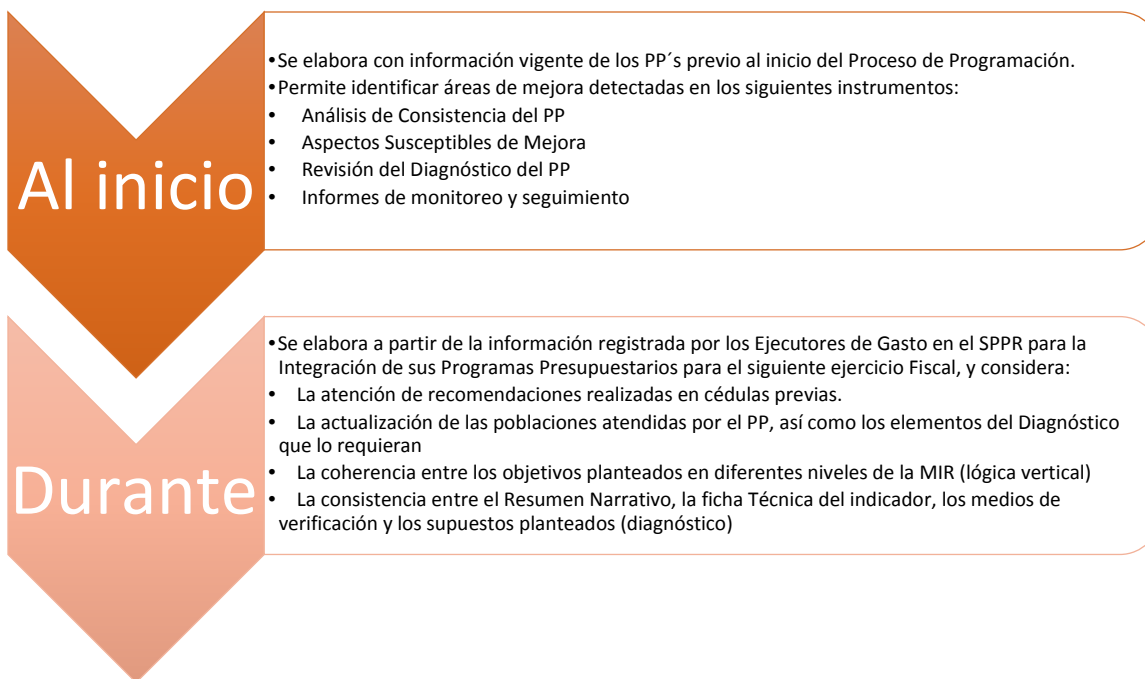 Al inicio
•Se elabora con información vigente de los PP´s previo al inicio del Proceso de Programación.
•Permite identificar áreas de mejora detectadas en los siguientes instrumentos:
• Análisis de Consistencia del PP
• Aspectos Susceptibles de Mejora
• Revisión del Diagnóstico del PP
• Informes de monitoreo y seguimiento
Durante
•Se elabora a partir de la información registrada por los Ejecutores de Gasto en el SPPR para la
Integración de sus Programas Presupuestarios para el siguiente ejercicio Fiscal, y considera:
• La atención de recomendaciones realizadas en cédulas previas.
• La actualización de las poblaciones atendidas por el PP, así como los elementos del Diagnóstico
que lo requieran
• La coherencia entre los objetivos planteados en diferentes niveles de la MIR (lógica vertical)
• La consistencia entre el Resumen Narrativo, la ficha Técnica del indicador, los medios de
verificación y los supuestos planteados (diagnóstico)